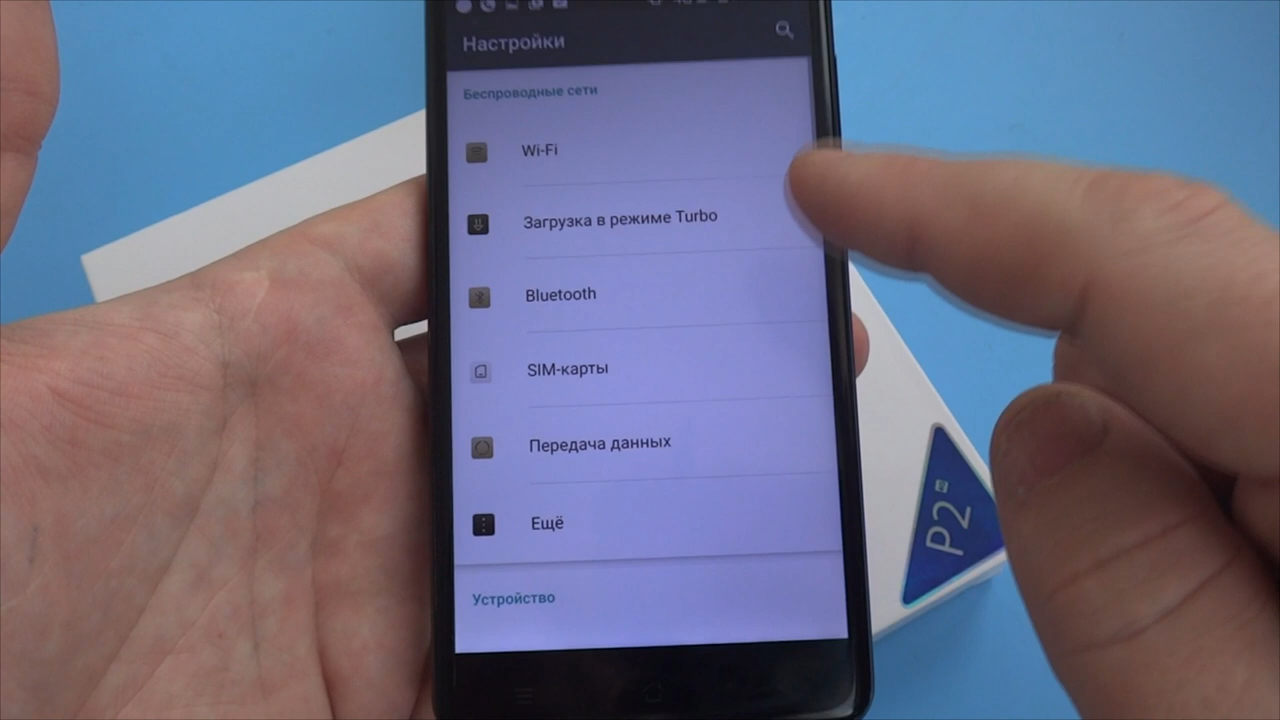 Настройки
Беспроводные сети
Wi-Fi
Загрузка в режиме Turbo
Bluetooth
SIM-карты
Передача данных
Ещё
Устройство
P2